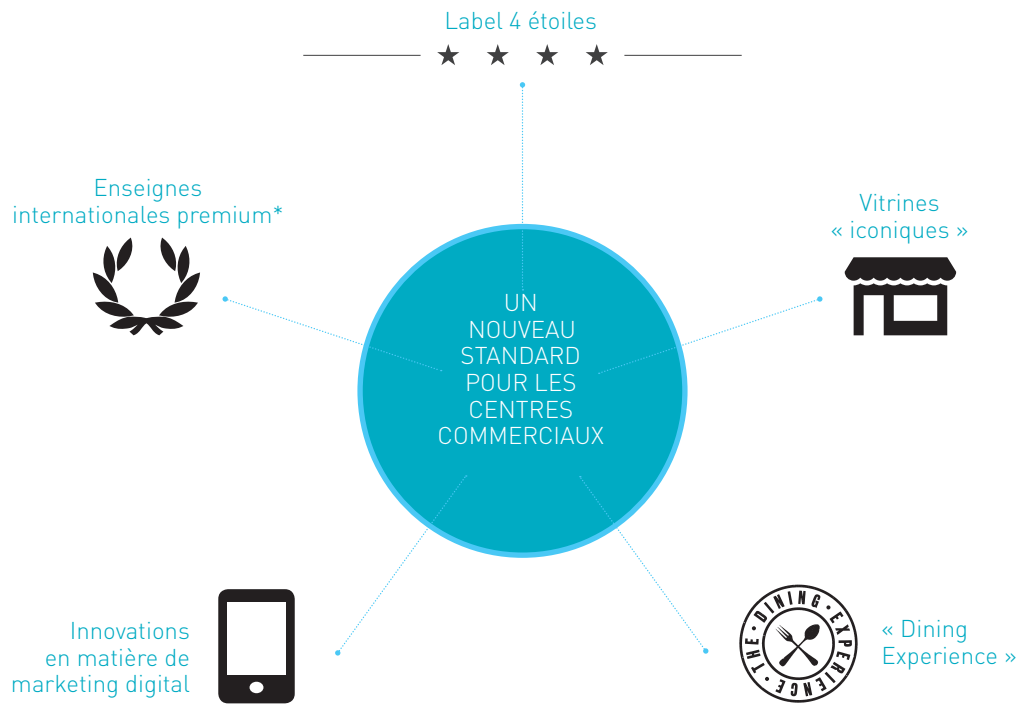 Label 4 étoiles
Enseignes
internationales premium*
Vitrines
« iconiques »
UN
NOUVEAU
STANDARD
POUR LES
CENTRES
COMMERCIAUX
Innovations
en matière de
marketing digital
THE · DINING · EXPERIENCE ·
« Dining
Experience »